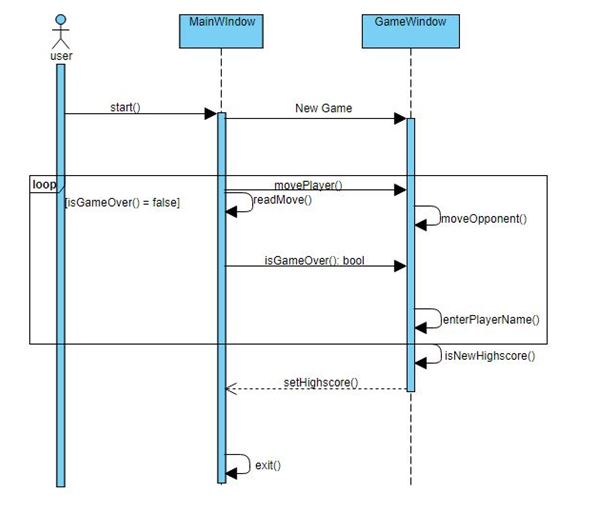 MainWIndow
GameWindow
user
start()
New Game
loop
movePlayer()
[isGameOver() = false]
readMove()
moveOpponent()
isGameOver(): bool
enterPlayerName()
isNewHighscore()
setHighscore()
exit()